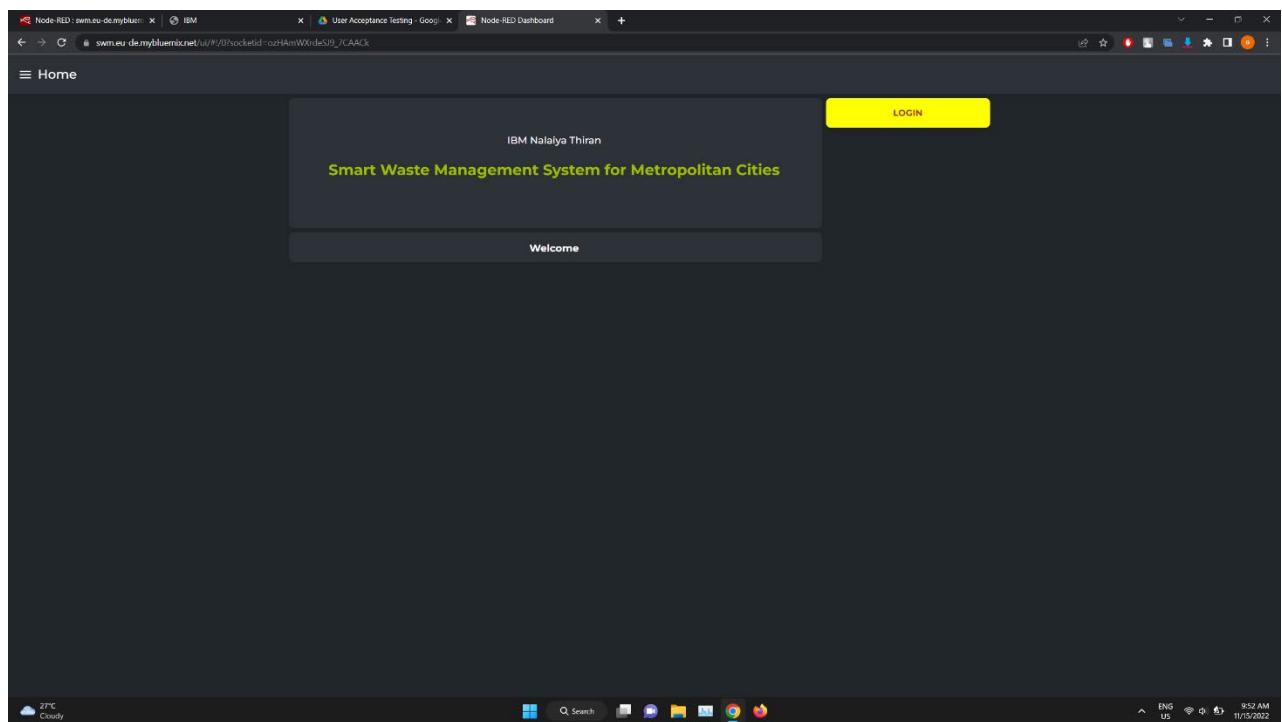 Node-RED : swm.eu-de.mybluem
IBM
User Acceptance Testing - Googl
Node-RED Dashboard
swm.eu-de.mybluemix.net/ui/#!/0?socketid=ozHAmWXrdeSJ9_7CAACk
Home
LOGIN
IBM Nalaiya Thiran
Smart Waste Management System for Metropolitan Cities
Welcome
27°C
Cloudy
Search
ENG
US
9:52 AM
11/15/2022